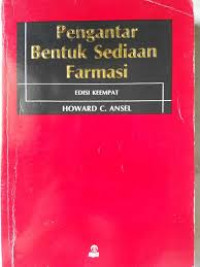 Pengantar
Bentuk Sediaan
Farmasi
EDISI KEEMPAT
HOWARD C. ANSEL